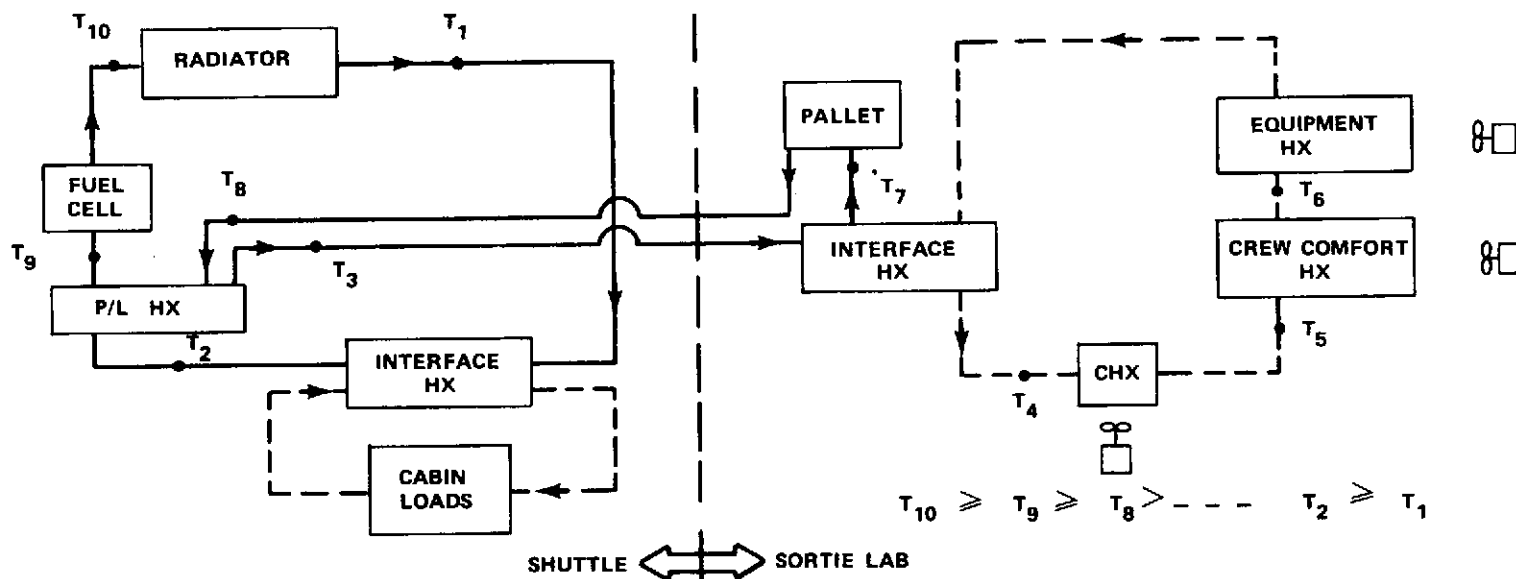 T10
RADIATOR
T1
PALLET
T7
EQUIPMENT
HX
T6
CREW COMFORT
HX
T5
FUEL
CELL
T8
T9
T3
INTERFACE
HX
P/L HX
T2
INTERFACE
HX
CHX
T4
CABIN
LOADS
T10 ⩾ T9 ⩾ T8 > – – – T2 ⩾ T1
SHUTTLE
SORTIE LAB